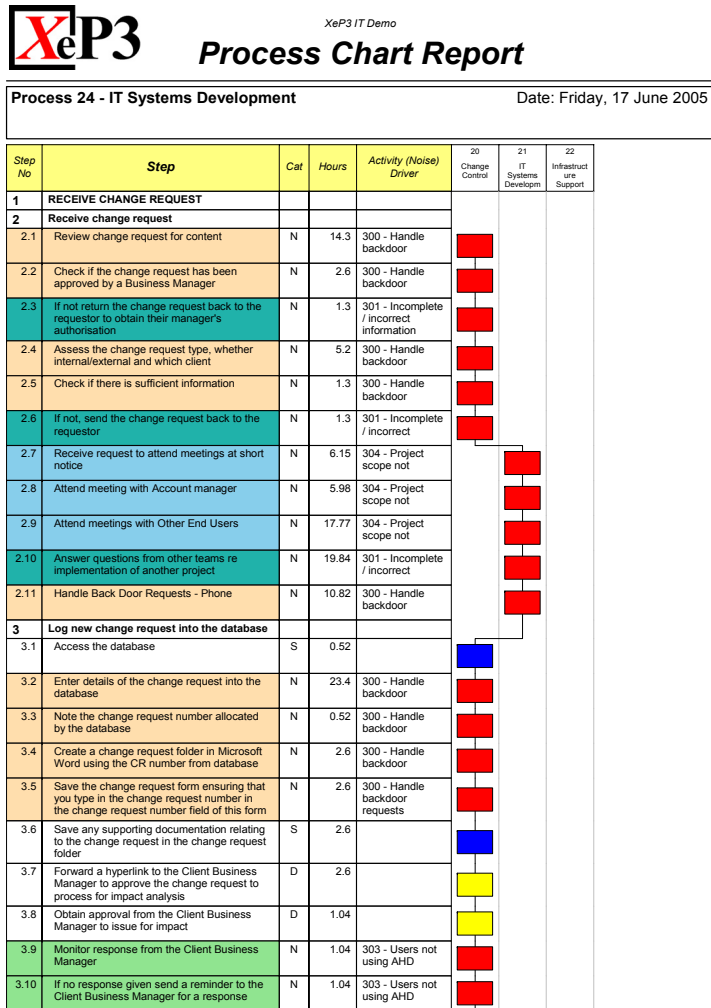 XeP3
XeP3 IT Demo
Process Chart Report
Process 24 - IT Systems Development Date: Friday, 17 June 2005
Step No Step Cat Hours Activity (Noise) Driver 20 Change Control 21 IT Systems Developm 22 Infrastruct ure Support
1 RECEIVE CHANGE REQUEST
2 Receive change request
2.1 Review change request for content N 14.3 300 - Handle
backdoor
2.2 Check if the change request has been N 2.6 300 - Handle
approved by a Business Manager backdoor
2.3 If not return the change request back to the N 1.3 301 - Incomplete
requestor to obtain their manager's / incorrect
authorisation information
2.4 Assess the change request type, whether N 5.2 300 - Handle
internal/external and which client backdoor
2.5 Check if there is sufficient information N 1.3 300 - Handle
backdoor
2.6 If not, send the change request back to the N 1.3 301 - Incomplete
requestor / incorrect
2.7 Receive request to attend meetings at short N 6.15 304 - Project
notice scope not
2.8 Attend meeting with Account manager N 5.98 304 - Project
scope not
2.9 Attend meetings with Other End Users N 17.77 304 - Project
scope not
2.10 Answer questions from other teams re N 19.84 301 - Incomplete
implementation of another project / incorrect
2.11 Handle Back Door Requests - Phone N 10.82 300 - Handle
backdoor
3 Log new change request into the database
3.1 Access the database S 0.52
3.2 Enter details of the change request into the N 23.4 300 - Handle
database backdoor
3.3 Note the change request number allocated N 0.52 300 - Handle
by the database backdoor
3.4 Create a change request folder in Microsoft N 2.6 300 - Handle
Word using the CR number from database backdoor
3.5 Save the change request form ensuring that N 2.6 300 - Handle
you type in the change request number in backdoor
the change request number field of this form requests
3.6 Save any supporting documentation relating S 2.6
to the change request in the change request
folder
3.7 Forward a hyperlink to the Client Business D 2.6
Manager to approve the change request to
process for impact analysis
3.8 Obtain approval from the Client Business D 1.04
Manager to issue for impact
3.9 Monitor response from the Client Business N 1.04 303 - Users not
Manager using AHD
3.10 If no response given send a reminder to the N 1.04 303 - Users not
Client Business Manager for a response using AHD